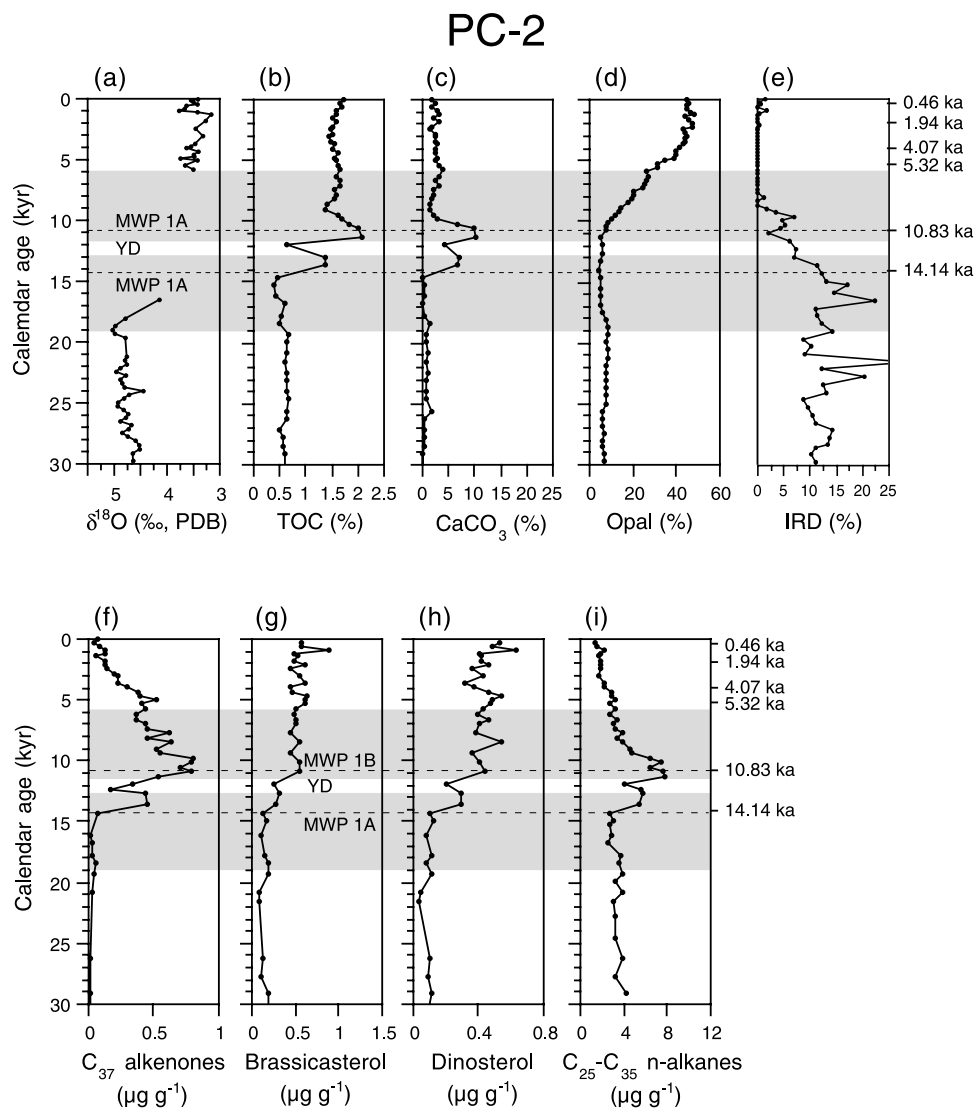 PC-2
(a) (b) (c) (d) (e)
0 0.46 ka
1.94 ka
4.07 ka
5 5.32 ka
10 MWP 1A
10.83 ka
YD
14.14 ka
15 MWP 1A
20
25
30
Calemdar age (kyr)
5 4 3 0 0.5 1 1.5 2 2.5 0 5 10 15 20 0 20 40 60 0 5 10 15 20 25
δ¹⁸O (‰, PDB) TOC (%) CaCO₃ (%) Opal (%) IRD (%)
(f) (g) (h) (i)
0 0.46 ka
1.94 ka
4.07 ka
5 5.32 ka
10 MWP 1B
10.83 ka
YD
14.14 ka
15 MWP 1A
20
25
30
Calendar age (kyr)
0 0.5 1 0 0.5 1 1.5 0 0.4 0.8 0 4 8 12
C₃₇ alkenones Brassicasterol Dinosterol C₂₅-C₃₅ n-alkanes
(µg g⁻¹) (µg g⁻¹) (µg g⁻¹) (µg g⁻¹)